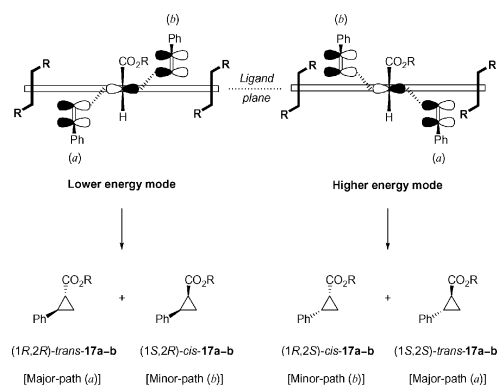 (b)
Ph
CO2R
R
R
R
R
H
Ph
(a)
(b)
Ph
CO2R
R
R
R
R
H
Ph
(a)
Ligand
plane
Lower energy mode
Higher energy mode
CO2R
Ph
+
CO2R
Ph
CO2R
Ph
+
CO2R
Ph
(1R,2R)-trans-17a–b
(1S,2R)-cis-17a–b
(1R,2S)-cis-17a–b
(1S,2S)-trans-17a–b
[Major-path (a)]
[Minor-path (b)]
[Minor-path (b)]
[Major-path (a)]